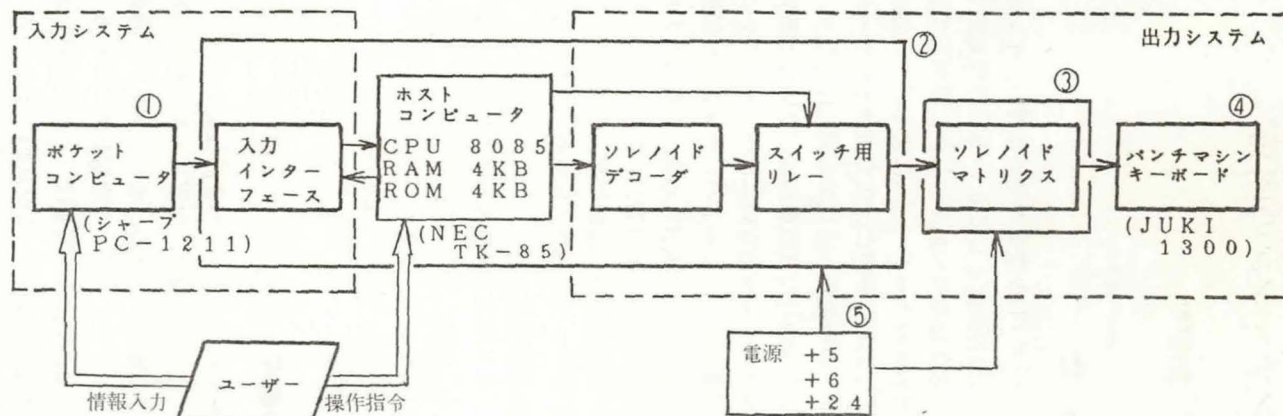 入力システム
出力システム
①
ポケット
コンピュータ
(シャープ
PC-1211)
②
入力
インター
フェース
ホスト
コンピュータ
CPU 8085
RAM 4KB
ROM 4KB
(NEC
TK-85)
ソレノイド
デコーダ
スイッチ用
リレー
③
ソレノイド
マトリクス
④
パンチマシン
キーボード
(JUKI
1300)
⑤
電源 +5
+6
+24
ユーザー
情報入力
操作指令